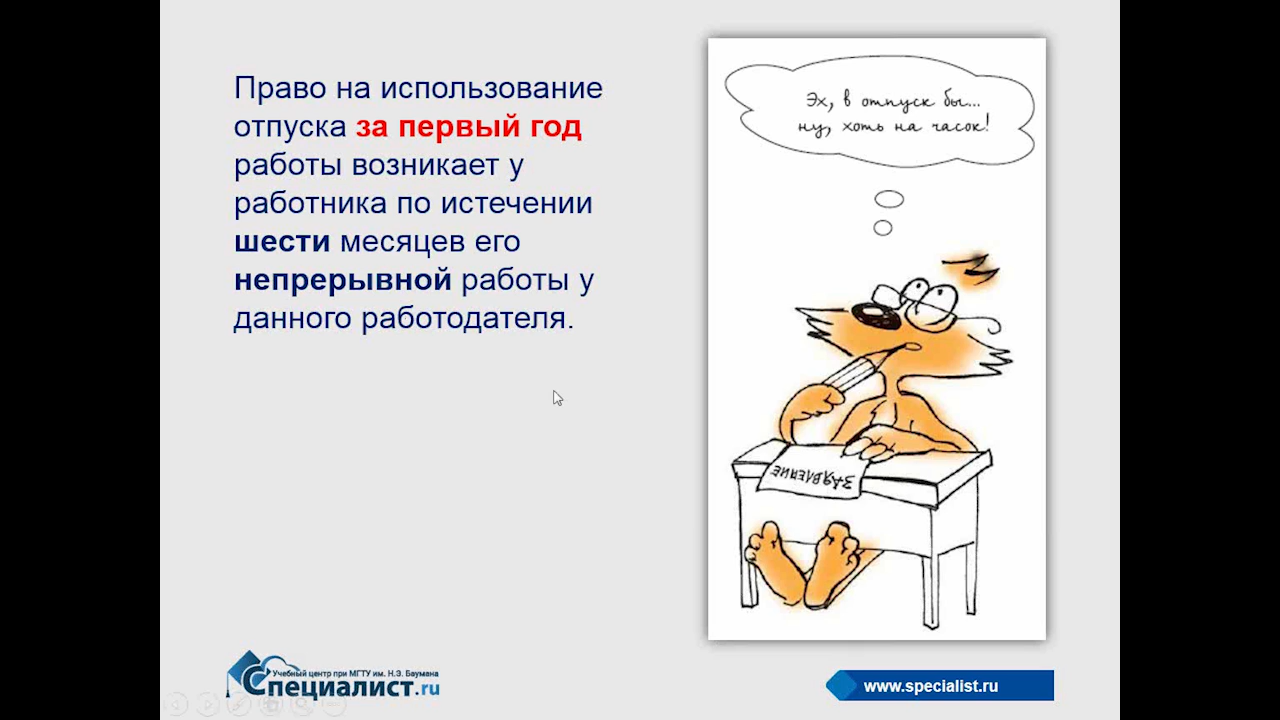 Право на использование
отпуска за первый год
работы возникает у
работника по истечении
шести месяцев его
непрерывной работы у
данного работодателя.
Эх, в отпуск бы...
ну, хоть на часок!
ЗАЯВЛЕНИЕ
Учебный центр при МГТУ им. Н.Э. Баумана
Специалист.ru
www.specialist.ru